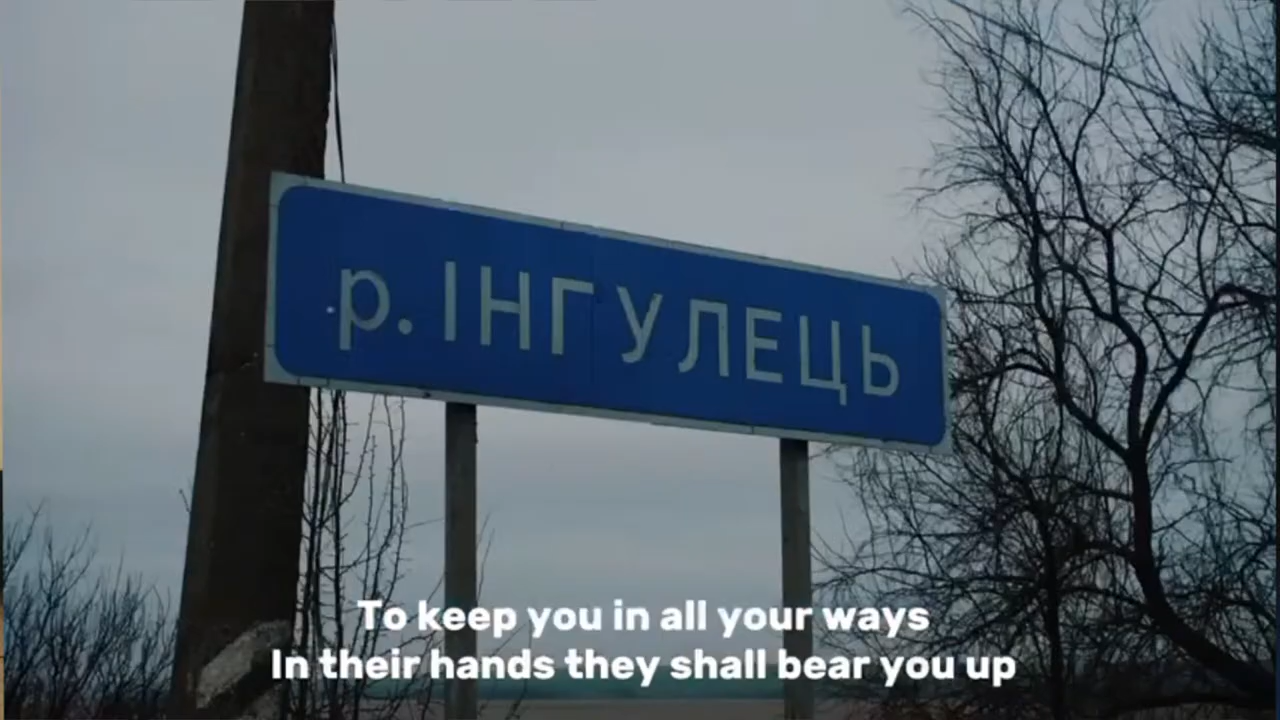 р. ІНГУЛЕЦЬ
To keep you in all your ways
In their hands they shall bear you up